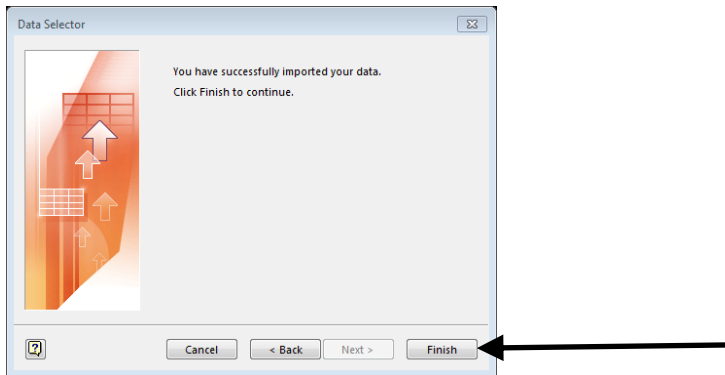 Data Selector
You have successfully imported your data.
Click Finish to continue.
Cancel
< Back
Next >
Finish